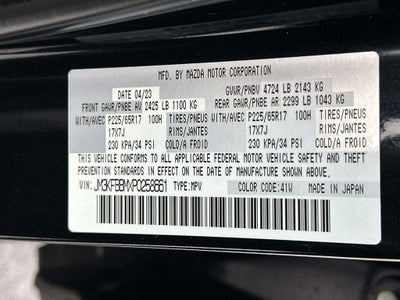 MFD. BY MAZDA MOTOR CORPORATION
DATE 04/23 GVWR/PNBV 4724 LB 2143 KG
FRONT GAWR/PNBE AV 2425 LB 1100 KG REAR GAWR/PNBE AR 2299 LB 1043 KG
WITH/AVEC P225/65R17 100H TIRES/PNEUS WITH/AVEC P225/65R17 100H TIRES/PNEUS
17X7J RIMS/JANTES 17X7J RIMS/JANTES
230 KPA/34 PSI COLD/A FROID 230 KPA/34 PSI COLD/A FROID
THIS VEHICLE CONFORMS TO ALL APPLICABLE FEDERAL MOTOR VEHICLE SAFETY AND THEFT PREVENTION
STANDARDS IN EFFECT ON THE DATE OF MANUFACTURE SHOWN ABOVE.
VIN: JM3KFBBMXP0258661 TYPE:MPV COLOR CODE:41W MADE IN JAPAN